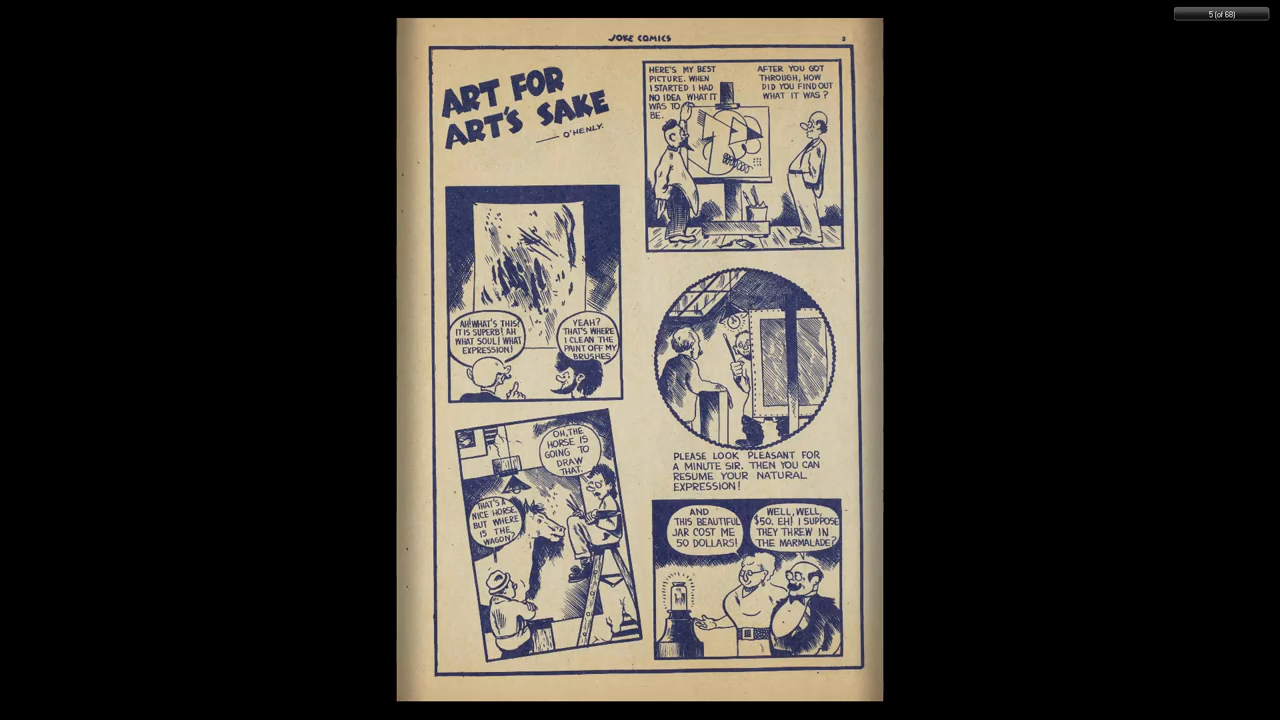 5 (of 68)
JOKE COMICS
3
ART FOR
ART'S SAKE
O'HENLY.
HERE'S MY BEST
PICTURE. WHEN
I STARTED I HAD
NO IDEA WHAT IT
WAS TO
BE.
AFTER YOU GOT
THROUGH, HOW
DID YOU FIND OUT
WHAT IT WAS?
AH! WHAT'S THIS!
IT IS SUPERB! AH
WHAT SOUL! WHAT
EXPRESSION!
YEAH?
THAT'S WHERE
I CLEAN THE
PAINT OFF MY
BRUSHES
PLEASE LOOK PLEASANT FOR
A MINUTE SIR. THEN YOU CAN
RESUME YOUR NATURAL
EXPRESSION!
THAT'S A
NICE HORSE,
BUT WHERE
IS THE
WAGON?
OH, THE
HORSE IS
GOING TO
DRAW
THAT.
AND
THIS BEAUTIFUL
JAR COST ME
50 DOLLARS!
WELL, WELL,
$50. EH! I SUPPOSE
THEY THREW IN
THE MARMALADE?